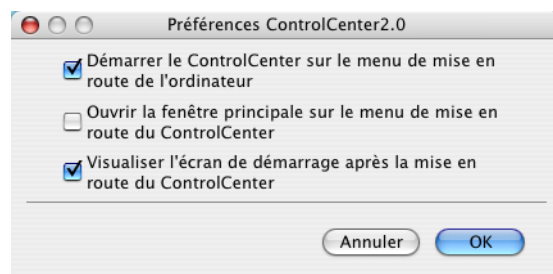 Préférences ControlCenter2.0
Démarrer le ControlCenter sur le menu de mise en
route de l'ordinateur
Ouvrir la fenêtre principale sur le menu de mise en
route du ControlCenter
Visualiser l'écran de démarrage après la mise en
route du ControlCenter
Annuler OK